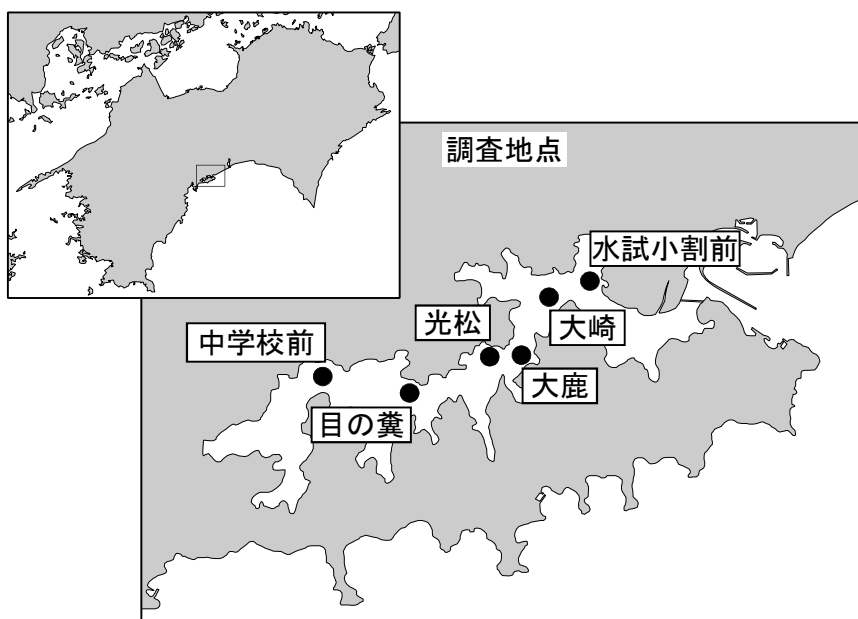 調査地点
水試小割前
光松
大崎
中学校前
大鹿
目の糞